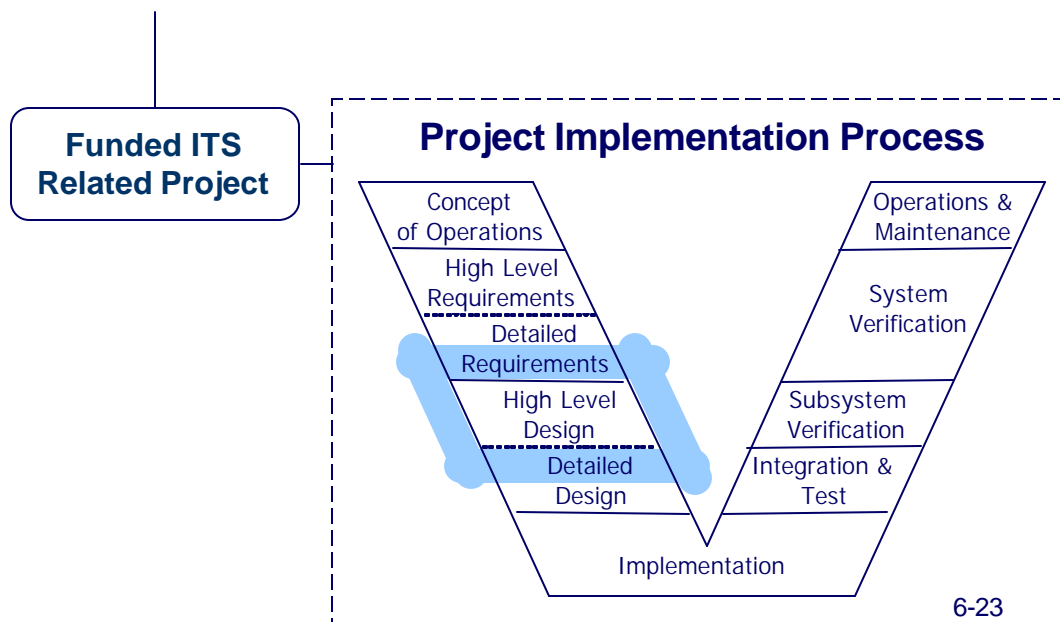 Funded ITS
Related Project
Project Implementation Process
Concept
of Operations
High Level
Requirements
Detailed
Requirements
High Level
Design
Detailed
Design
Implementation
Operations &
Maintenance
System
Verification
Subsystem
Verification
Integration &
Test
6-23